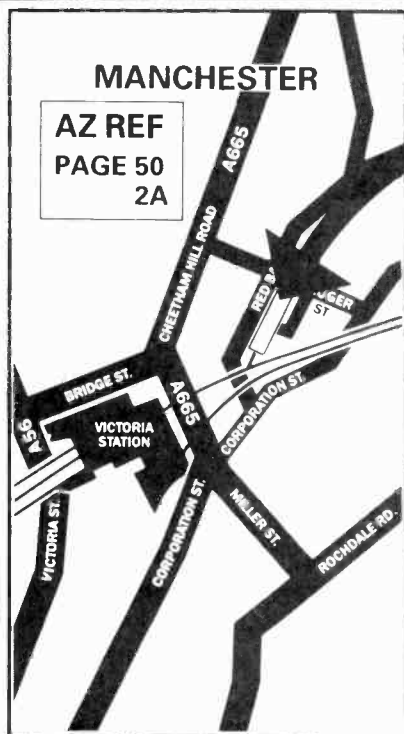 MANCHESTER
AZ REF
PAGE 50
2A
A665
CHEETHAM HILL ROAD
ST
BRIDGE ST.
A665
CORPORATION ST.
A56
VICTORIA
STATION
VICTORIA ST.
CORPORATION ST.
MILLER ST.
ROCHDALE RD.